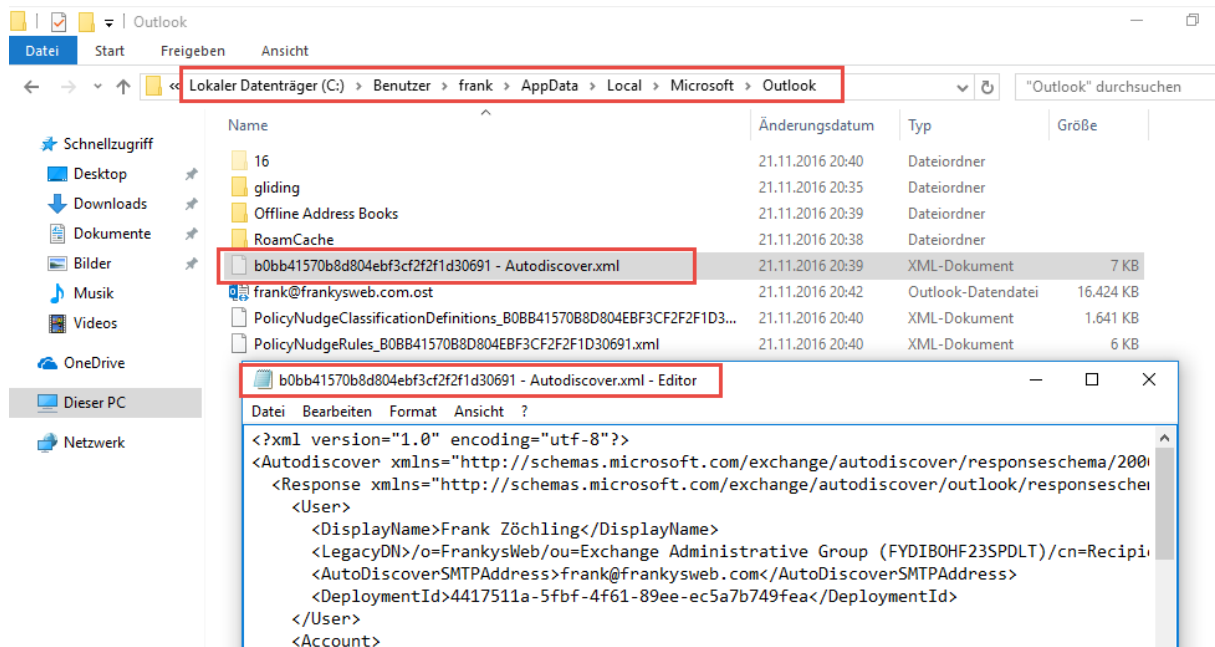 Outlook
Datei Start Freigeben Ansicht
« Lokaler Datenträger (C:) > Benutzer > frank > AppData > Local > Microsoft > Outlook
"Outlook" durchsuchen
Name Änderungsdatum Typ Größe
Schnellzugriff
Desktop
Downloads
Dokumente
Bilder
Musik
Videos
OneDrive
Dieser PC
Netzwerk
16 21.11.2016 20:40 Dateiordner
gliding 21.11.2016 20:35 Dateiordner
Offline Address Books 21.11.2016 20:39 Dateiordner
RoamCache 21.11.2016 20:38 Dateiordner
b0bb41570b8d804ebf3cf2f2f1d30691 - Autodiscover.xml 21.11.2016 20:39 XML-Dokument 7 KB
frank@frankysweb.com.ost 21.11.2016 20:42 Outlook-Datendatei 16.424 KB
PolicyNudgeClassificationDefinitions_B0BB41570B8D804EBF3CF2F2F1D3... 21.11.2016 20:40 XML-Dokument 1.641 KB
PolicyNudgeRules_B0BB41570B8D804EBF3CF2F2F1D30691.xml 21.11.2016 20:40 XML-Dokument 6 KB
b0bb41570b8d804ebf3cf2f2f1d30691 - Autodiscover.xml - Editor
Datei Bearbeiten Format Ansicht ?
<?xml version="1.0" encoding="utf-8"?>
<Autodiscover xmlns="http://schemas.microsoft.com/exchange/autodiscover/responseschema/200
<Response xmlns="http://schemas.microsoft.com/exchange/autodiscover/outlook/responsesche
<User>
<DisplayName>Frank Zöchling</DisplayName>
<LegacyDN>/o=FrankysWeb/ou=Exchange Administrative Group (FYDIBOHF23SPDLT)/cn=Recipi
<AutoDiscoverSMTPAddress>frank@frankysweb.com</AutoDiscoverSMTPAddress>
<DeploymentId>4417511a-5fbf-4f61-89ee-ec5a7b749fea</DeploymentId>
</User>
<Account>